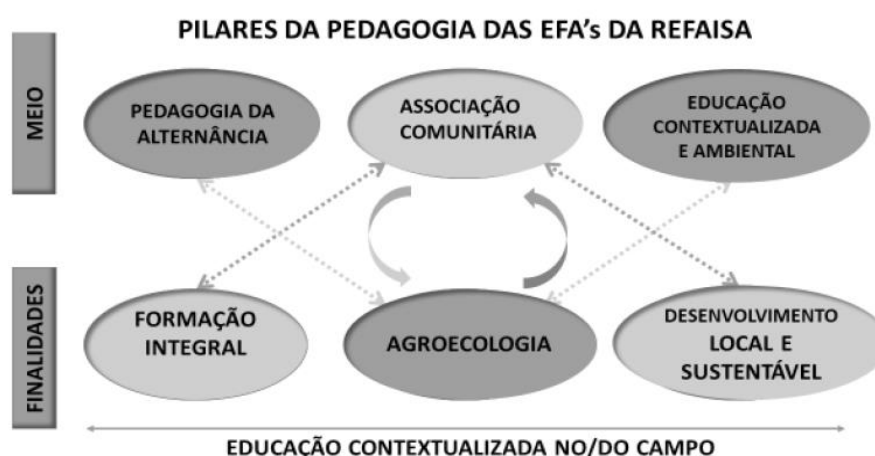 PILARES DA PEDAGOGIA DAS EFA's DA REFAISA
MEIO
PEDAGOGIA DA
ALTERNÂNCIA
ASSOCIAÇÃO
COMUNITÁRIA
EDUCAÇÃO
CONTEXTUALIZADA
E AMBIENTAL
FINALIDADES
FORMAÇÃO
INTEGRAL
AGROECOLOGIA
DESENVOLVIMENTO
LOCAL E
SUSTENTÁVEL
EDUCAÇÃO CONTEXTUALIZADA NO/DO CAMPO